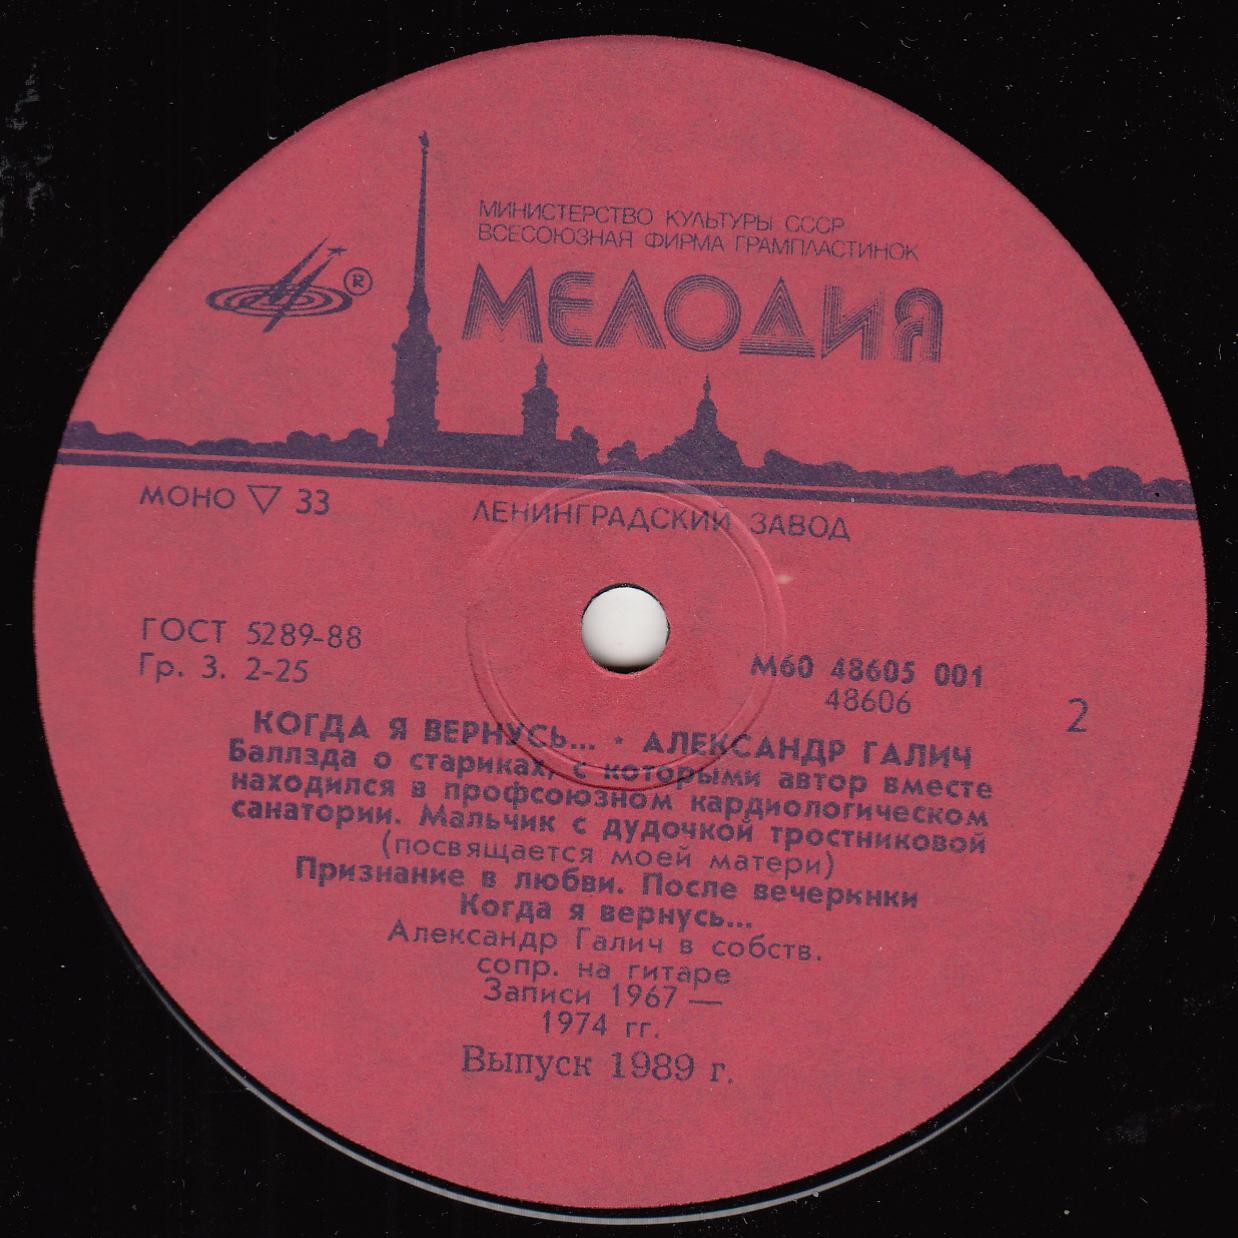 МИНИСТЕРСТВО КУЛЬТУРЫ СССР
ВСЕСОЮЗНАЯ ФИРМА ГРАМПЛАСТИНОК
®
МЕЛОДИЯ
МОНО ▽ 33
ЛЕНИНГРАДСКИЙ ЗАВОД
ГОСТ 5289-88
Гр. 3. 2-25
М60 48605 001
48606
2
КОГДА Я ВЕРНУСЬ... • АЛЕКСАНДР ГАЛИЧ
Баллзда о стариках, с которыми автор вместе
находился в профсоюзном кардиологическом
санатории. Мальчик с дудочкой тростниковой
(посвящается моей матери)
Признание в любви. После вечеркнки
Когда я вернусь...
Александр Галич в собств.
сопр. на гитаре
Записи 1967 —
1974 гг.
Выпуск 1989 г.